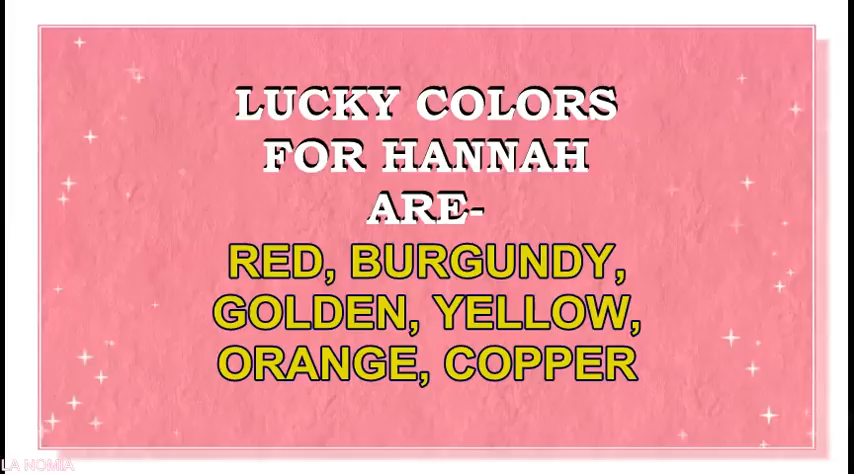 LUCKY COLORS
FOR HANNAH
ARE-
RED, BURGUNDY,
GOLDEN, YELLOW,
ORANGE, COPPER
LA NOMIA